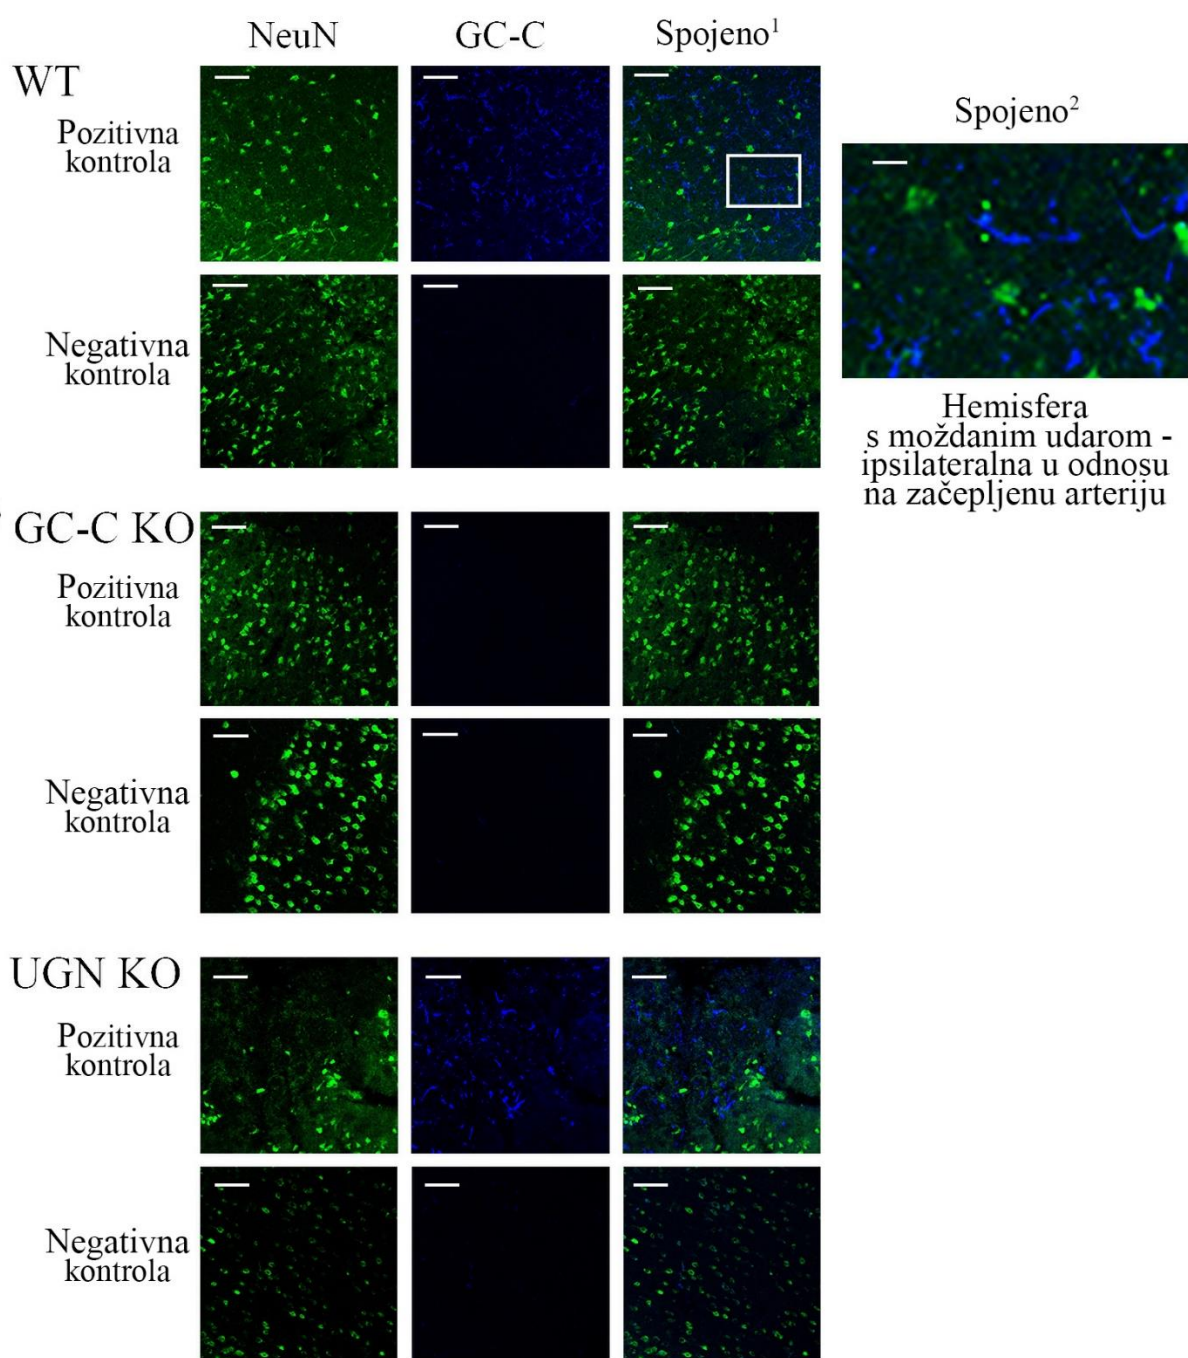 NeuN GC-C Spojeno¹
WT
Pozitivna
kontrola
Spojeno²
Negativna
kontrola
Hemisfera
s moždanim udarom -
ipsilateralna u odnosu
na začepljenu arteriju
GC-C KO
Pozitivna
kontrola
Negativna
kontrola
UGN KO
Pozitivna
kontrola
Negativna
kontrola